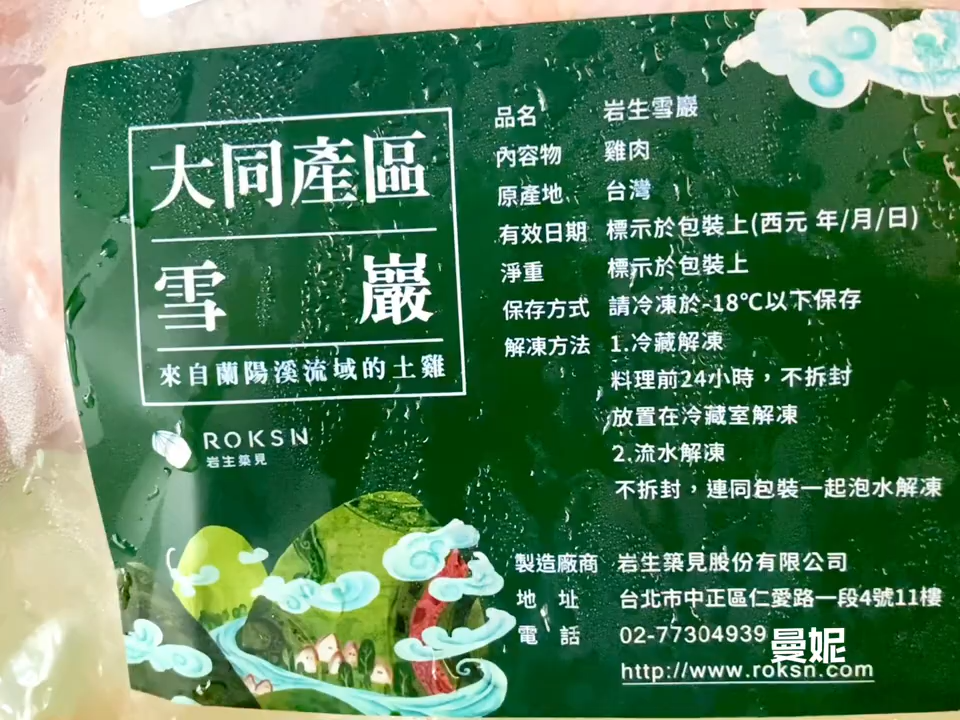 大同產區
雪巖
來自蘭陽溪流域的土雞
ROKSN
岩生築見
品名 岩生雪巖
內容物 雞肉
原產地 台灣
有效日期 標示於包裝上(西元 年/月/日)
淨重 標示於包裝上
保存方式 請冷凍於-18℃以下保存
解凍方法 1.冷藏解凍
料理前24小時，不拆封
放置在冷藏室解凍
2.流水解凍
不拆封，連同包裝一起泡水解凍
製造廠商 岩生築見股份有限公司
地址 台北市中正區仁愛路一段4號11樓
電話 02-77304939
http://www.roksn.com
曼妮